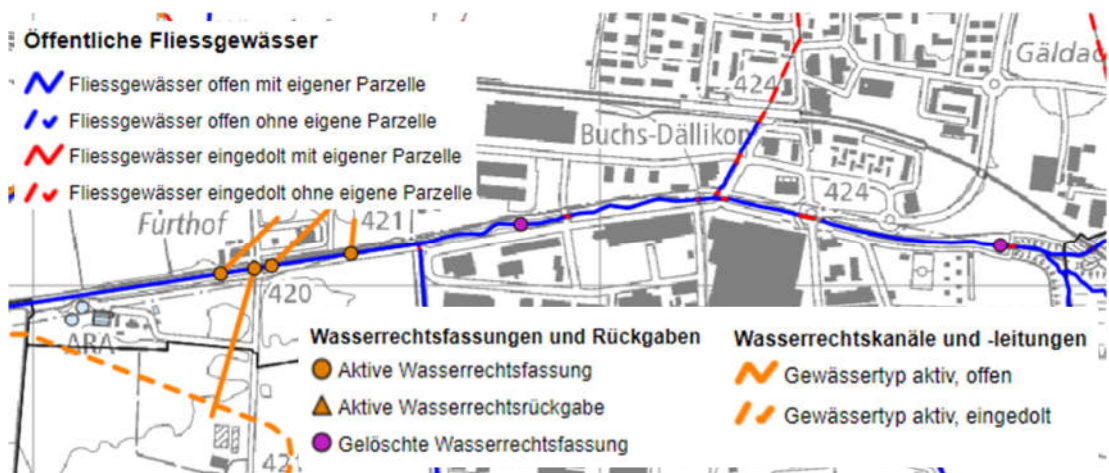 Öffentliche Fliessgewässer
Fliessgewässer offen mit eigener Parzelle
Fliessgewässer offen ohne eigene Parzelle
Fliessgewässer eingedolt mit eigener Parzelle
Fliessgewässer eingedolt ohne eigene Parzelle
424
Gäldac
Buchs-Dällikon
424
Furthof
421
420
ARA
Wasserrechtsfassungen und Rückgaben
Aktive Wasserrechtsfassung
Aktive Wasserrechtsrückgabe
Gelöschte Wasserrechtsfassung
Wasserrechtskanäle und -leitungen
Gewässertyp aktiv, offen
Gewässertyp aktiv, eingedolt